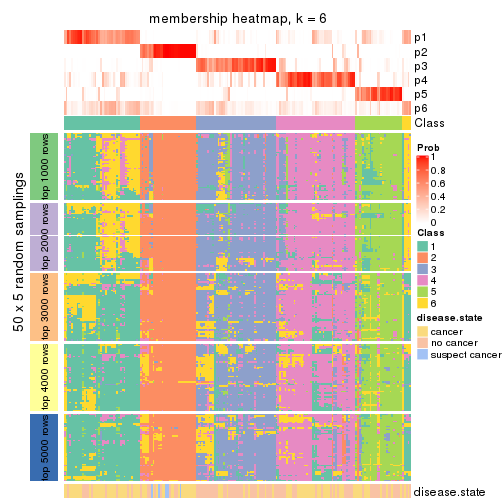 membership heatmap, k = 6
p1
p2
p3
p4
p5
p6
Class
50 x 5 random samplings
top 1000 rows
top 2000 rows
top 3000 rows
top 4000 rows
top 5000 rows
Prob
1
0.8
0.6
0.4
0.2
0
Class
1
2
3
4
5
6
disease.state
cancer
no cancer
suspect cancer
disease.state